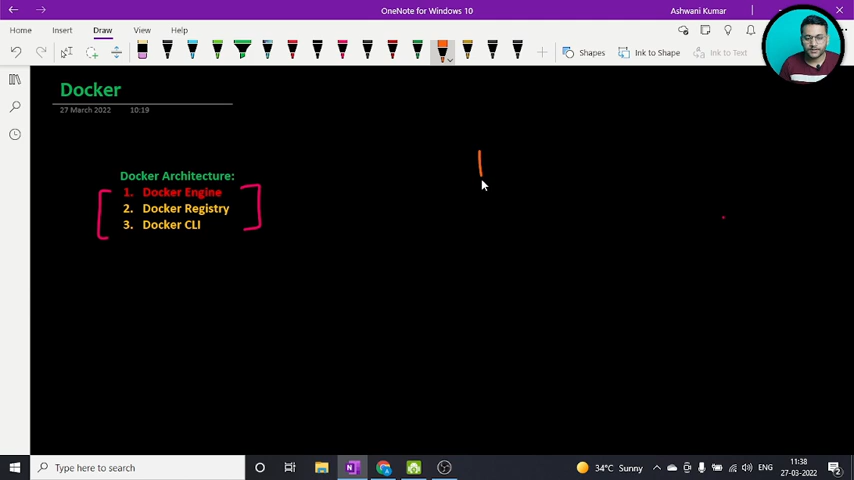 OneNote for Windows 10
Ashwani Kumar
Home
Insert
Draw
View
Help
Shapes
Ink to Shape
Ink to Text
Docker
27 March 2022
10:19
Docker Architecture:
1. Docker Engine
2. Docker Registry
3. Docker CLI
Type here to search
34°C Sunny
ENG
11:38
27-03-2022
2